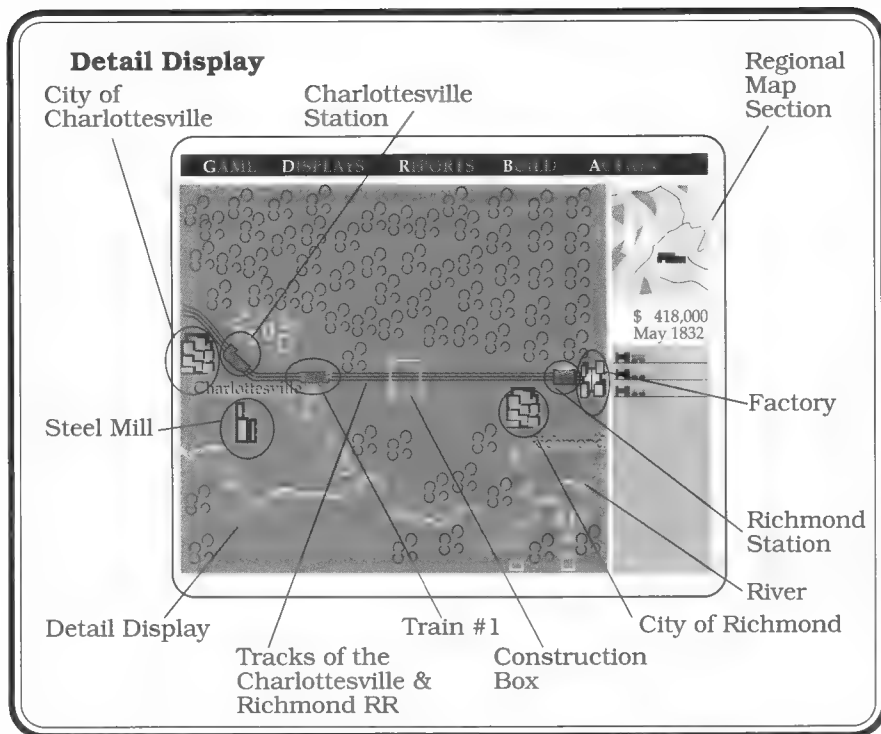 Detail Display
City of
Charlottesville
Charlottesville
Station
Regional
Map
Section
GAME DISPLAYS REPORTS BUILD ACTIONS
$ 418,000
May 1832
Charlottesville
Factory
Steel Mill
Richmond
Richmond
Station
River
Detail Display
Train #1
City of Richmond
Tracks of the
Charlottesville &
Richmond RR
Construction
Box